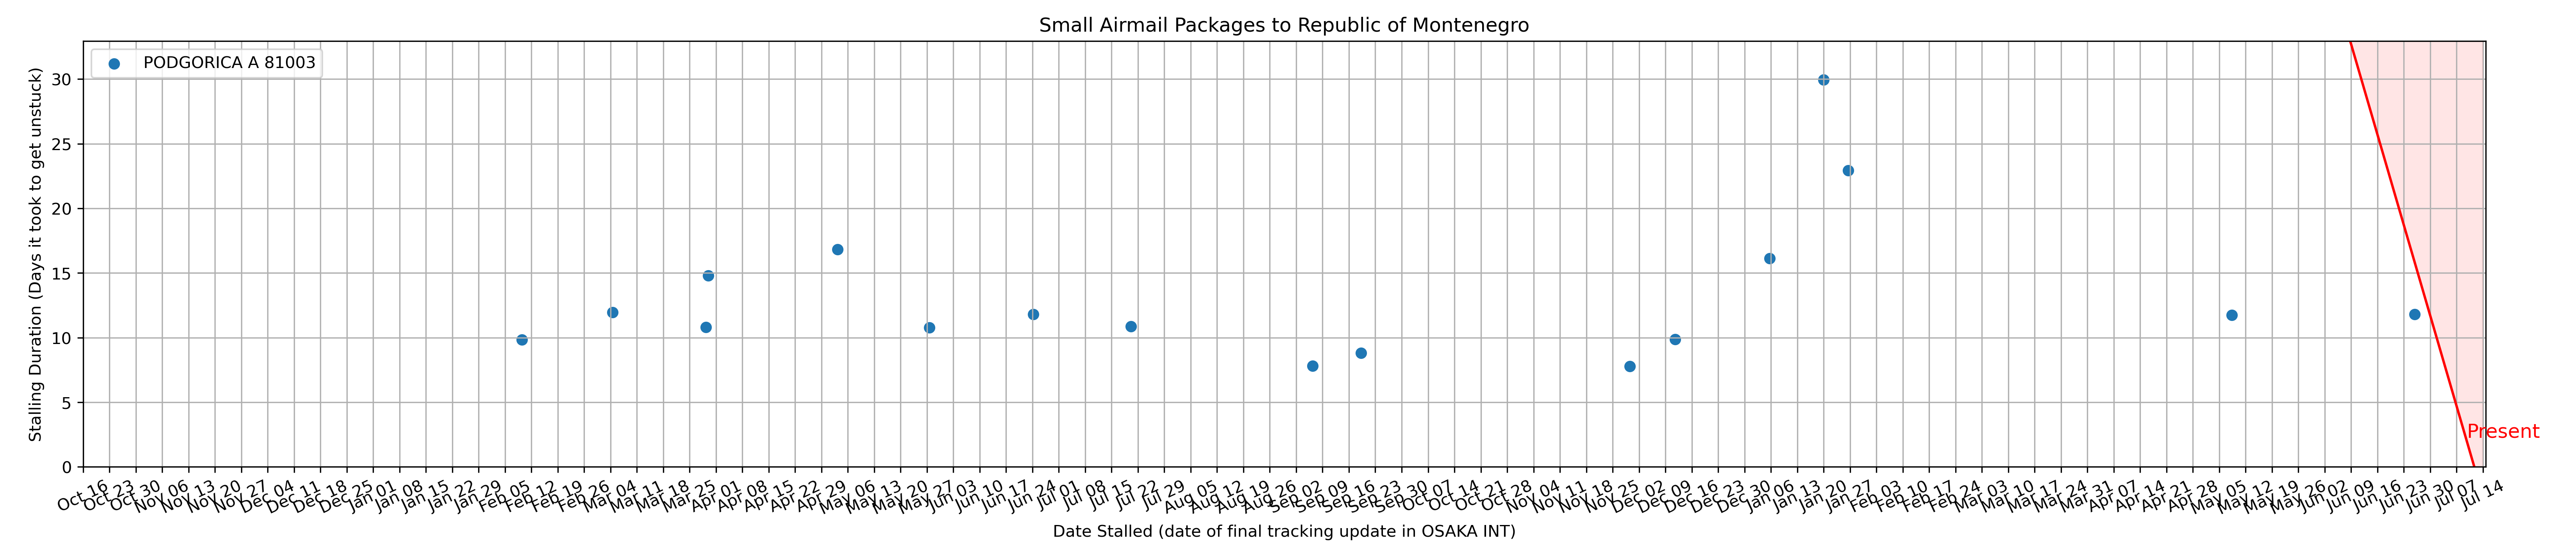 Small Airmail Packages to Republic of Montenegro
PODGORICA A 81003
Stalling Duration (Days it took to get unstuck)
30
25
20
15
10
5
0
Present
Oct 16
Oct 23
Oct 30
Nov 06
Nov 13
Nov 20
Nov 27
Dec 04
Dec 11
Dec 18
Dec 25
Jan 01
Jan 08
Jan 15
Jan 22
Jan 29
Feb 05
Feb 12
Feb 19
Feb 26
Mar 04
Mar 11
Mar 18
Mar 25
Apr 01
Apr 08
Apr 15
Apr 22
Apr 29
May 06
May 13
May 20
May 27
Jun 03
Jun 10
Jun 17
Jun 24
Jul 01
Jul 08
Jul 15
Jul 22
Jul 29
Aug 05
Aug 12
Aug 19
Aug 26
Sep 02
Sep 09
Sep 16
Sep 23
Sep 30
Oct 07
Oct 14
Oct 21
Oct 28
Nov 04
Nov 11
Nov 18
Nov 25
Dec 02
Dec 09
Dec 16
Dec 23
Dec 30
Jan 06
Jan 13
Jan 20
Jan 27
Feb 03
Feb 10
Feb 17
Feb 24
Mar 03
Mar 10
Mar 17
Mar 24
Mar 31
Apr 07
Apr 14
Apr 21
Apr 28
May 05
May 12
May 19
May 26
Jun 02
Jun 09
Jun 16
Jun 23
Jun 30
Jul 07
Jul 14
Date Stalled (date of final tracking update in OSAKA INT)